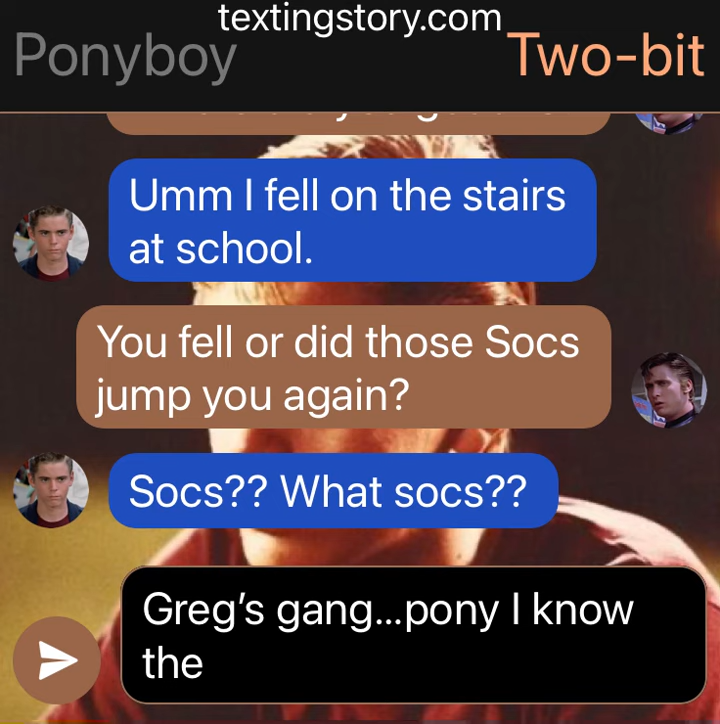 textingstory.com
Ponyboy
Two-bit
Umm I fell on the stairs
at school.
You fell or did those Socs
jump you again?
Socs?? What socs??
Greg’s gang...pony I know
the